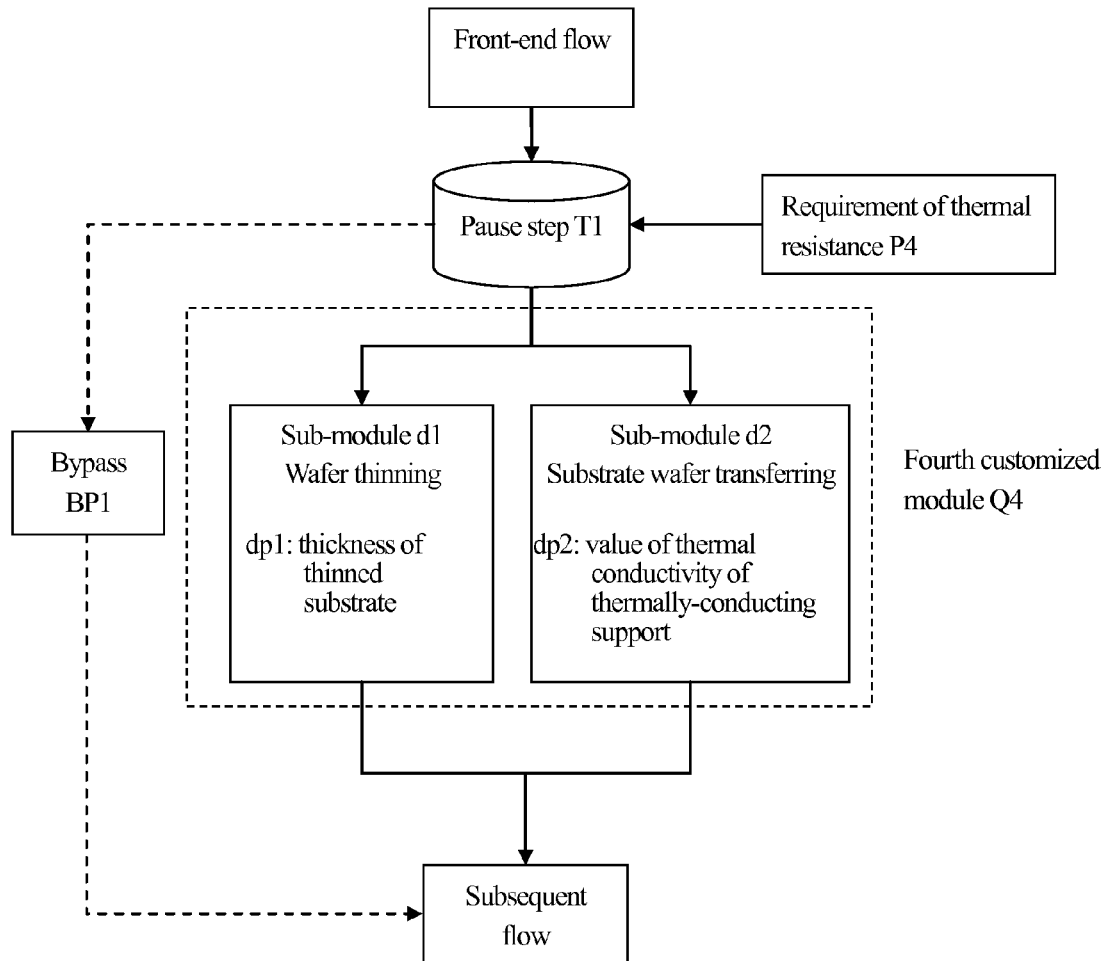 Front-end flow
Pause step T1
Requirement of thermal
resistance P4
Bypass
BP1
Sub-module d1
Wafer thinning
dp1: thickness of
thinned
substrate
Sub-module d2
Substrate wafer transferring
dp2: value of thermal
conductivity of
thermally-conducting
support
Fourth customized
module Q4
Subsequent
flow